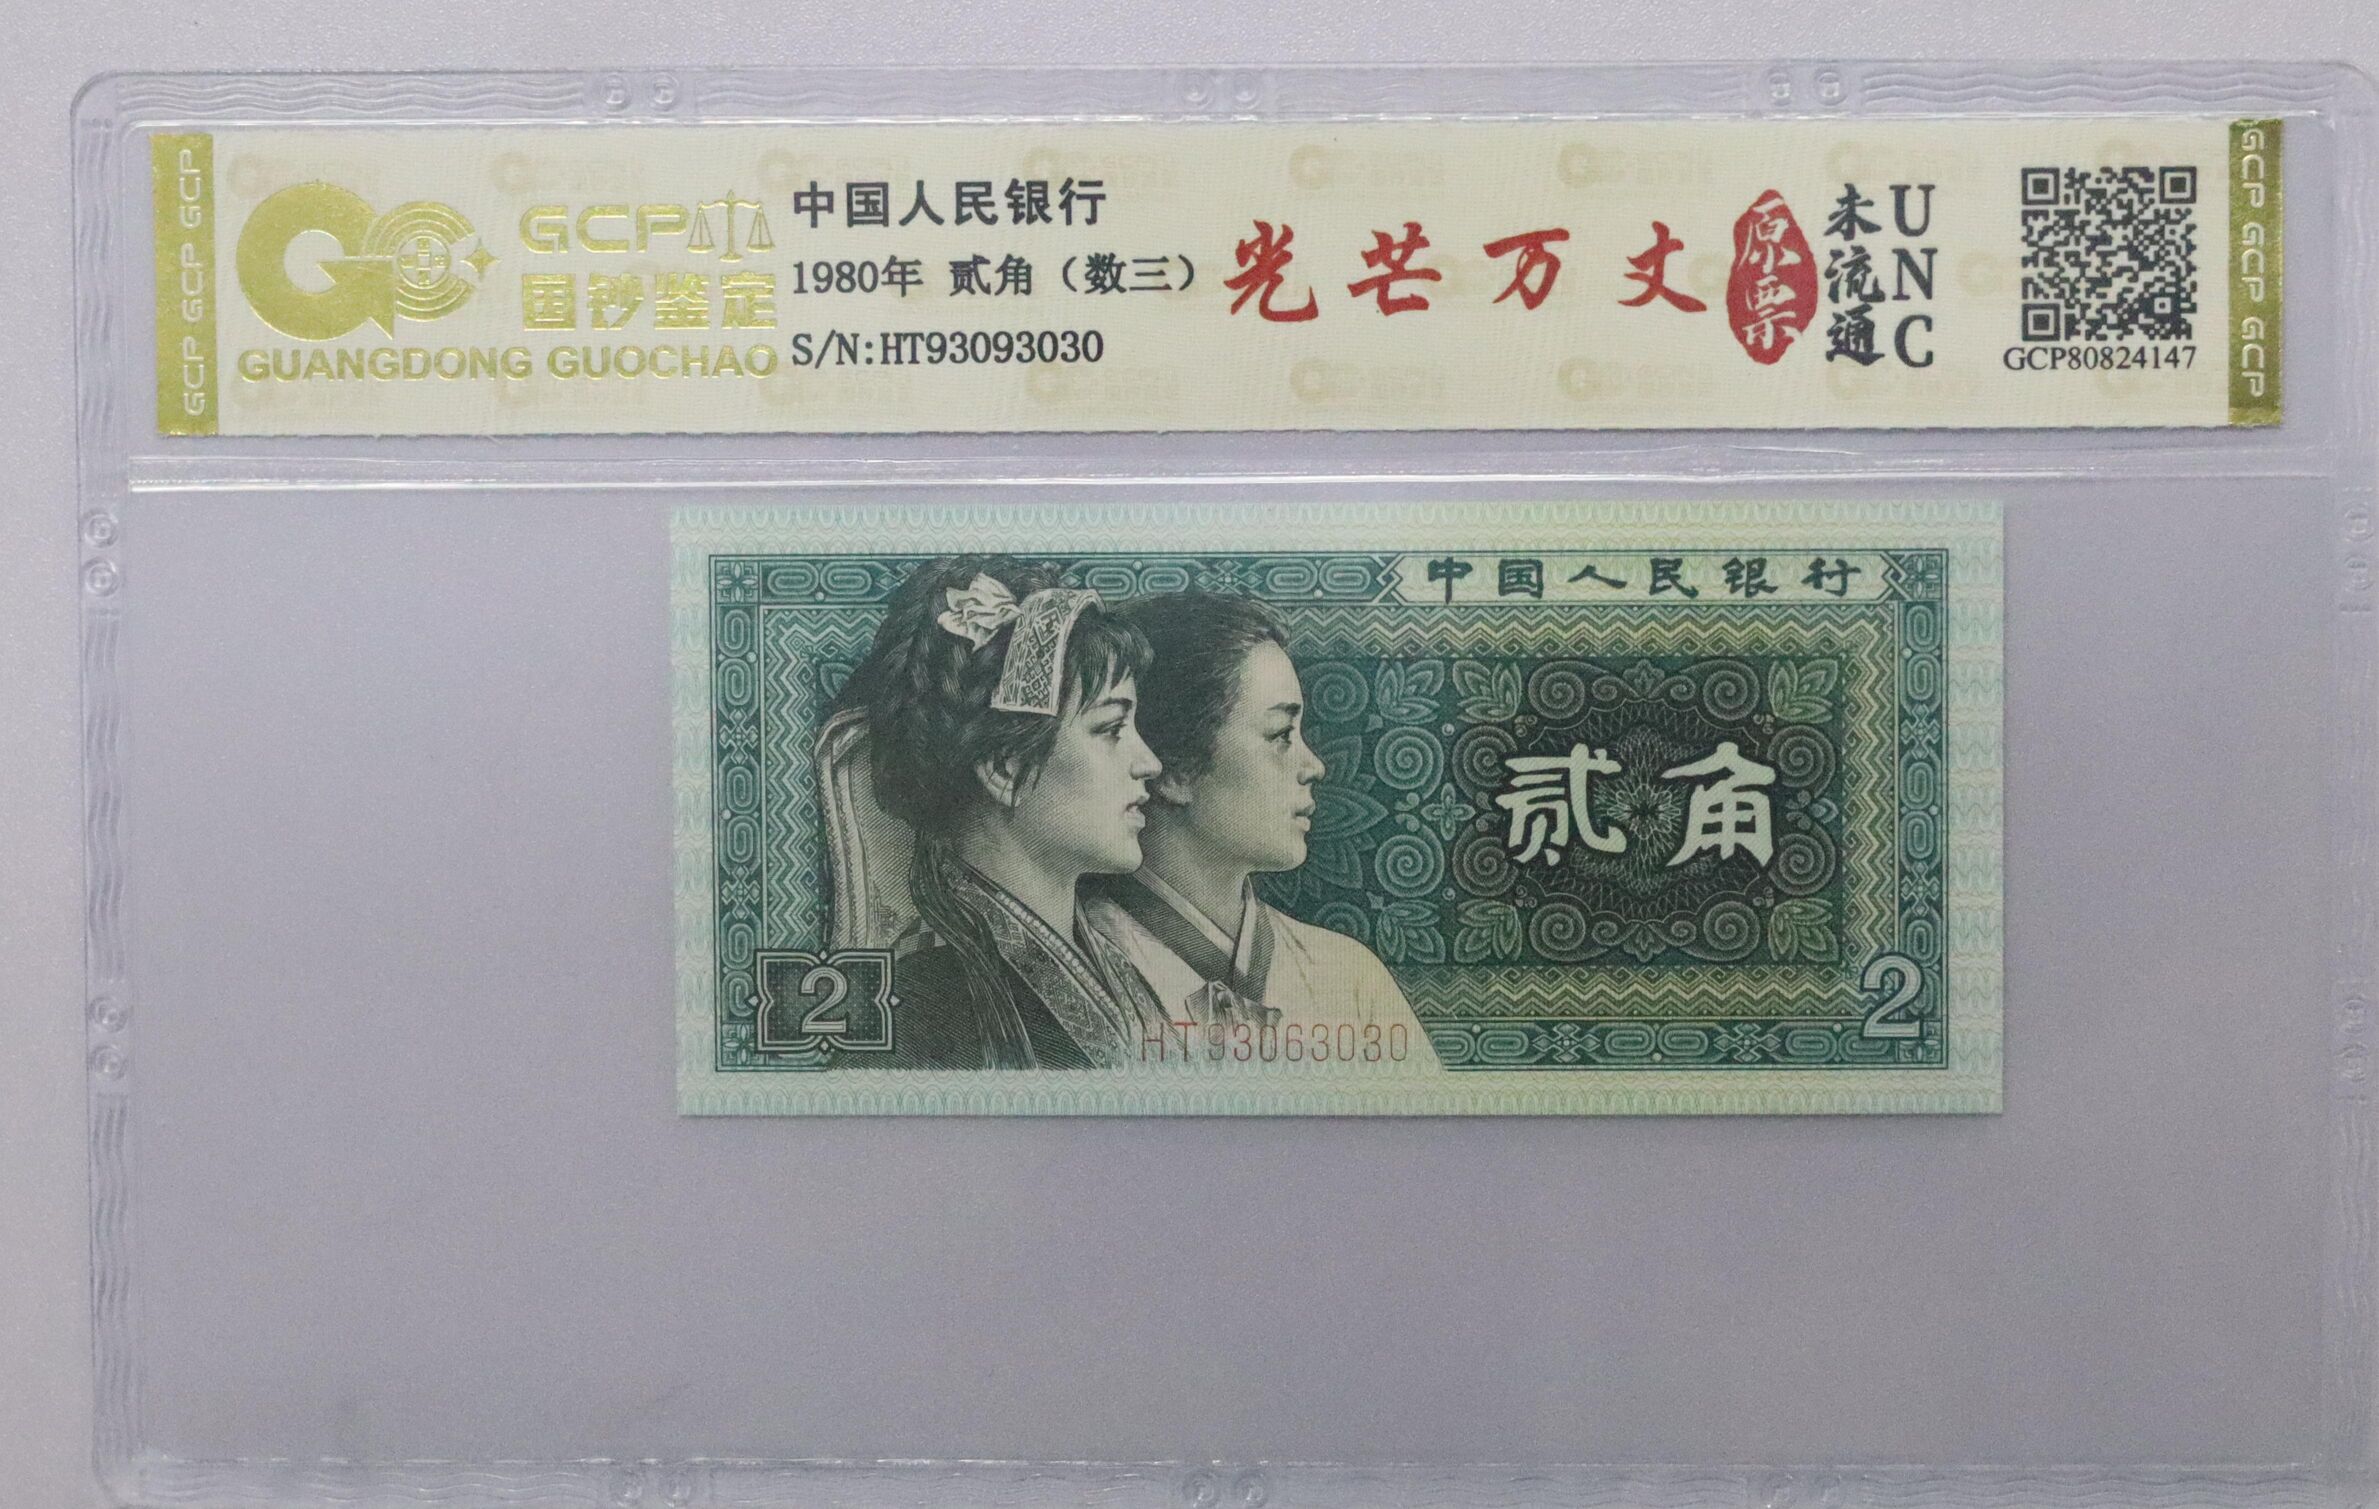 GCP GCP GCP
GCP
国钞鉴定
GUANGDONG GUOCHAO
中国人民银行
1980年 贰角（数三）
S/N:HT93093030
光芒万丈
原票
未流通
UNC
GCP80824147
GCP GCP GCP
中国人民银行
贰角
2
2
HT93063030